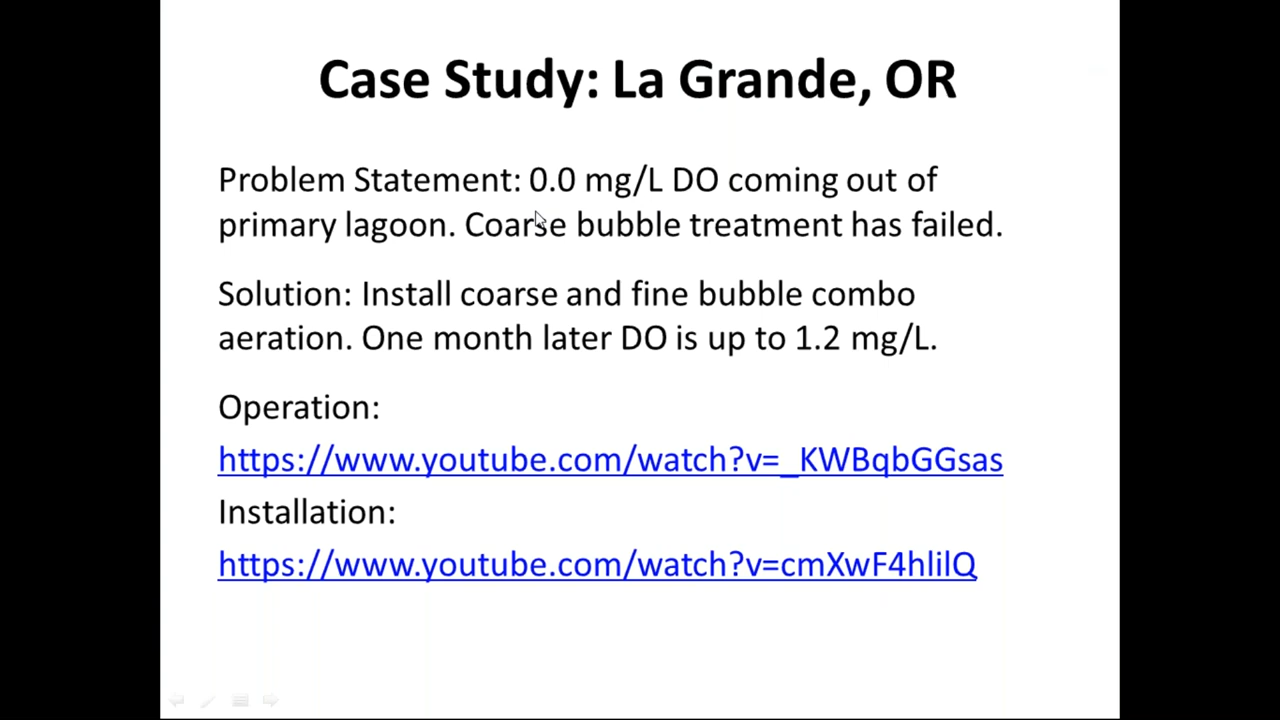 Case Study: La Grande, OR
Problem Statement: 0.0 mg/L DO coming out of
primary lagoon. Coarse bubble treatment has failed.
Solution: Install coarse and fine bubble combo
aeration. One month later DO is up to 1.2 mg/L.
Operation:
https://www.youtube.com/watch?v=_KWBqbGGsas
Installation:
https://www.youtube.com/watch?v=cmXwF4hlilQ